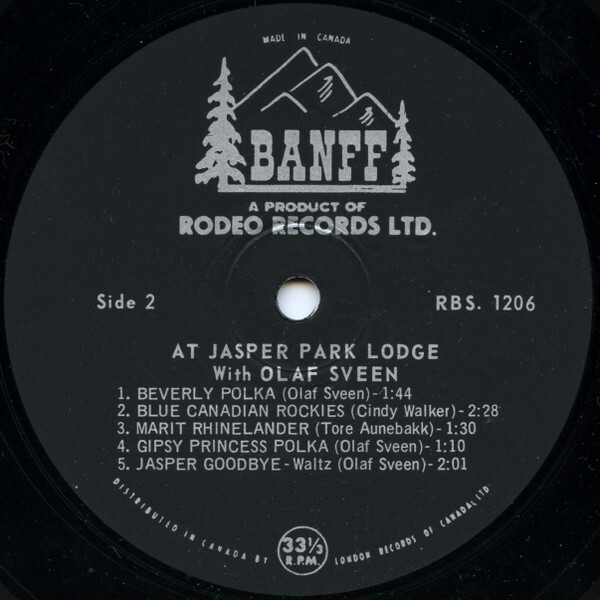 MADE IN CANADA
BANFF
A PRODUCT OF
RODEO RECORDS LTD.
Side 2
RBS. 1206
AT JASPER PARK LODGE
With OLAF SVEEN
1. BEVERLY POLKA (Olaf Sveen)-1:44
2. BLUE CANADIAN ROCKIES (Cindy Walker)-2:28
3. MARIT RHINELANDER (Tore Aunebakk)-1:30
4. GIPSY PRINCESS POLKA (Olaf Sveen)-1:10
5. JASPER GOODBYE-Waltz (Olaf Sveen)-2:01
DISTRIBUTED IN CANADA BY LONDON RECORDS OF CANADA LTD
33⅓
R.P.M.